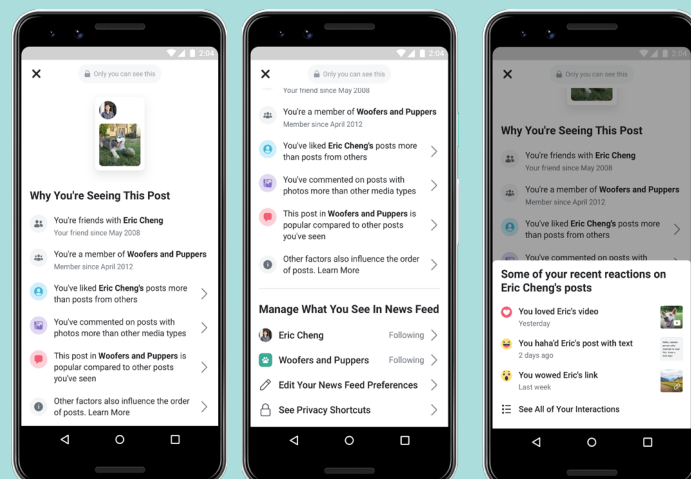 2:04
Only you can see this
Why You're Seeing This Post
You're friends with Eric Cheng
Your friend since May 2008
You're a member of Woofers and Puppers
Member since April 2012
You've liked Eric Cheng's posts more
than posts from others
You've commented on posts with
photos more than other media types
This post in Woofers and Puppers is
popular compared to other posts
you've seen
Other factors also influence the order
of posts. Learn More
2:04
Only you can see this
Your friend since May 2008
You're a member of Woofers and Puppers
Member since April 2012
You've liked Eric Cheng's posts more
than posts from others
You've commented on posts with
photos more than other media types
This post in Woofers and Puppers is
popular compared to other posts
you've seen
Other factors also influence the order
of posts. Learn More
Manage What You See In News Feed
Eric Cheng Following
Woofers and Puppers Following
Edit Your News Feed Preferences
See Privacy Shortcuts
2:04
Only you can see this
Why You're Seeing This Post
You're friends with Eric Cheng
Your friend since May 2008
You're a member of Woofers and Puppers
Member since April 2012
You've liked Eric Cheng's posts more
than posts from others
You've commented on posts with
Some of your recent reactions on
Eric Cheng's posts
You loved Eric's video
Yesterday
You haha'd Eric's post with text
2 days ago
You wowed Eric's link
Last week
See All of Your Interactions